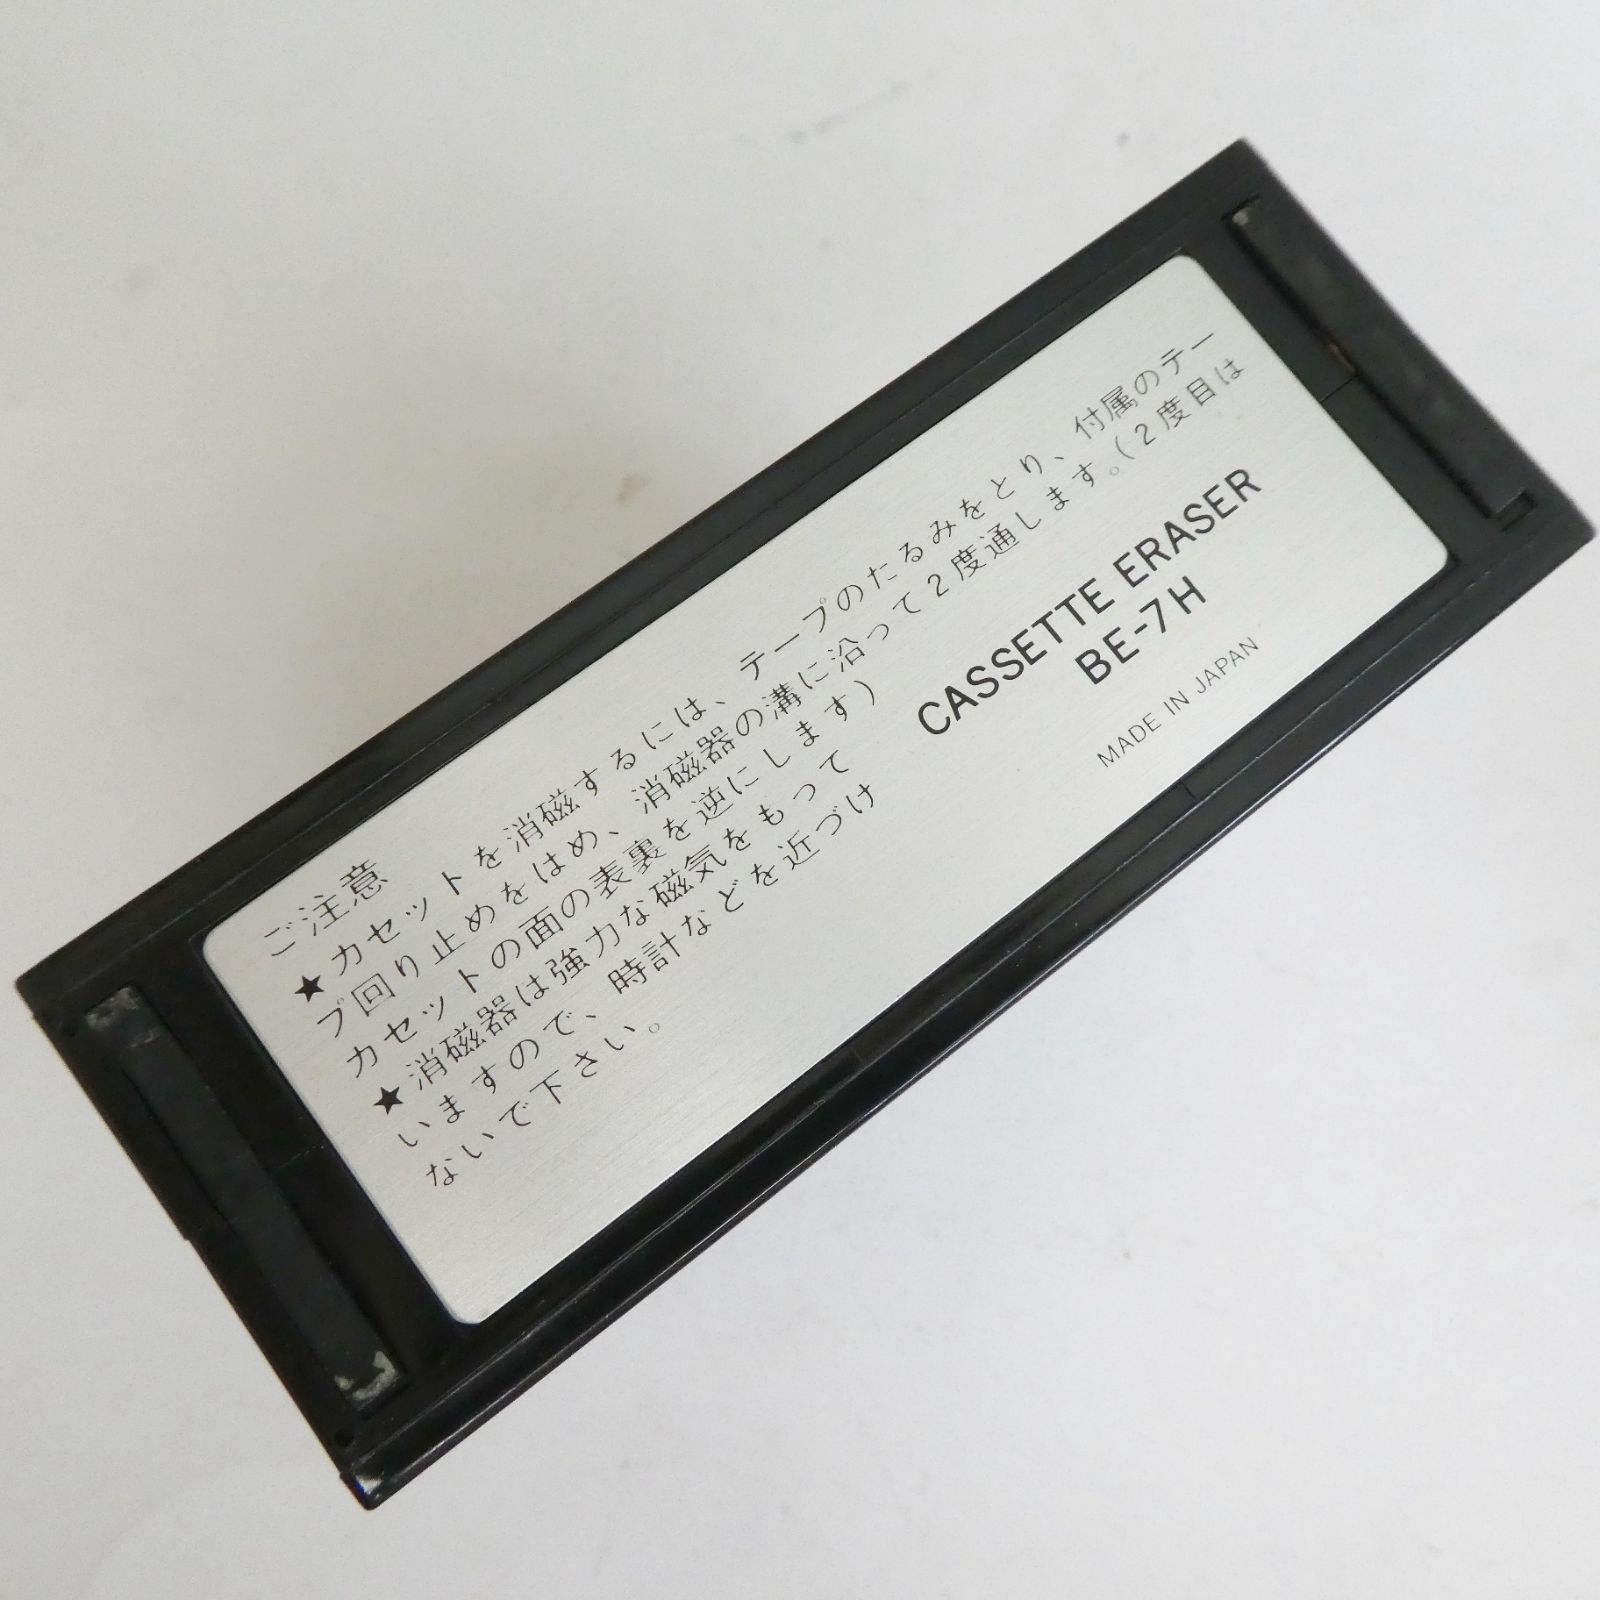 ご注意
★カセットを消磁するには、テープのたるみをとり、付属のテー
プ回り止めをはめ、消磁器の溝に沿って2度通します。(2度目は
カセットの面の表裏を逆にします)
★消磁器は強力な磁気をもって
いますので、時計などを近づけ
ないで下さい。
CASSETTE ERASER
BE-7H
MADE IN JAPAN